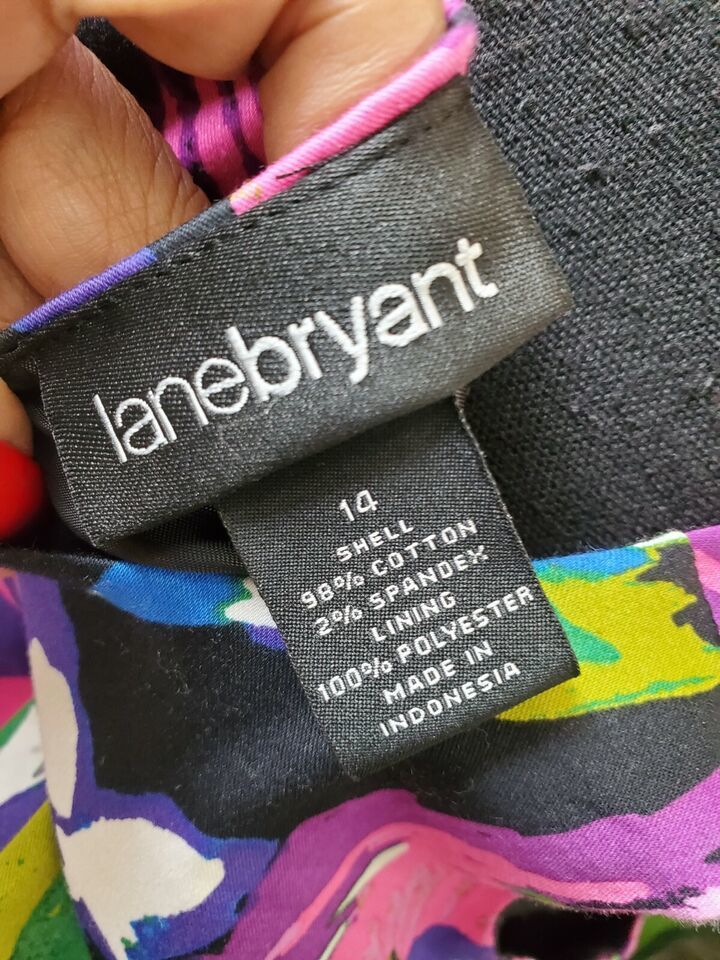 lanebryant
14
SHELL
98% COTTON
2% SPANDEX
LINING
100% POLYESTER
MADE IN
INDONESIA